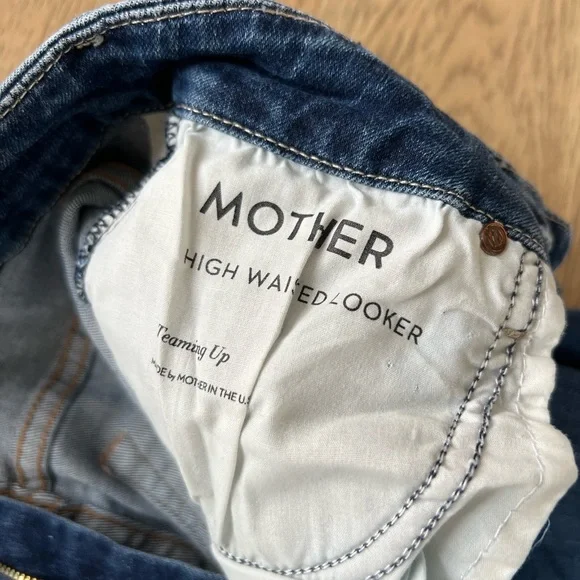 MOTHER
HIGH WAISTED LOOKER
Teaming Up
MADE by MOTHER IN THE U.S